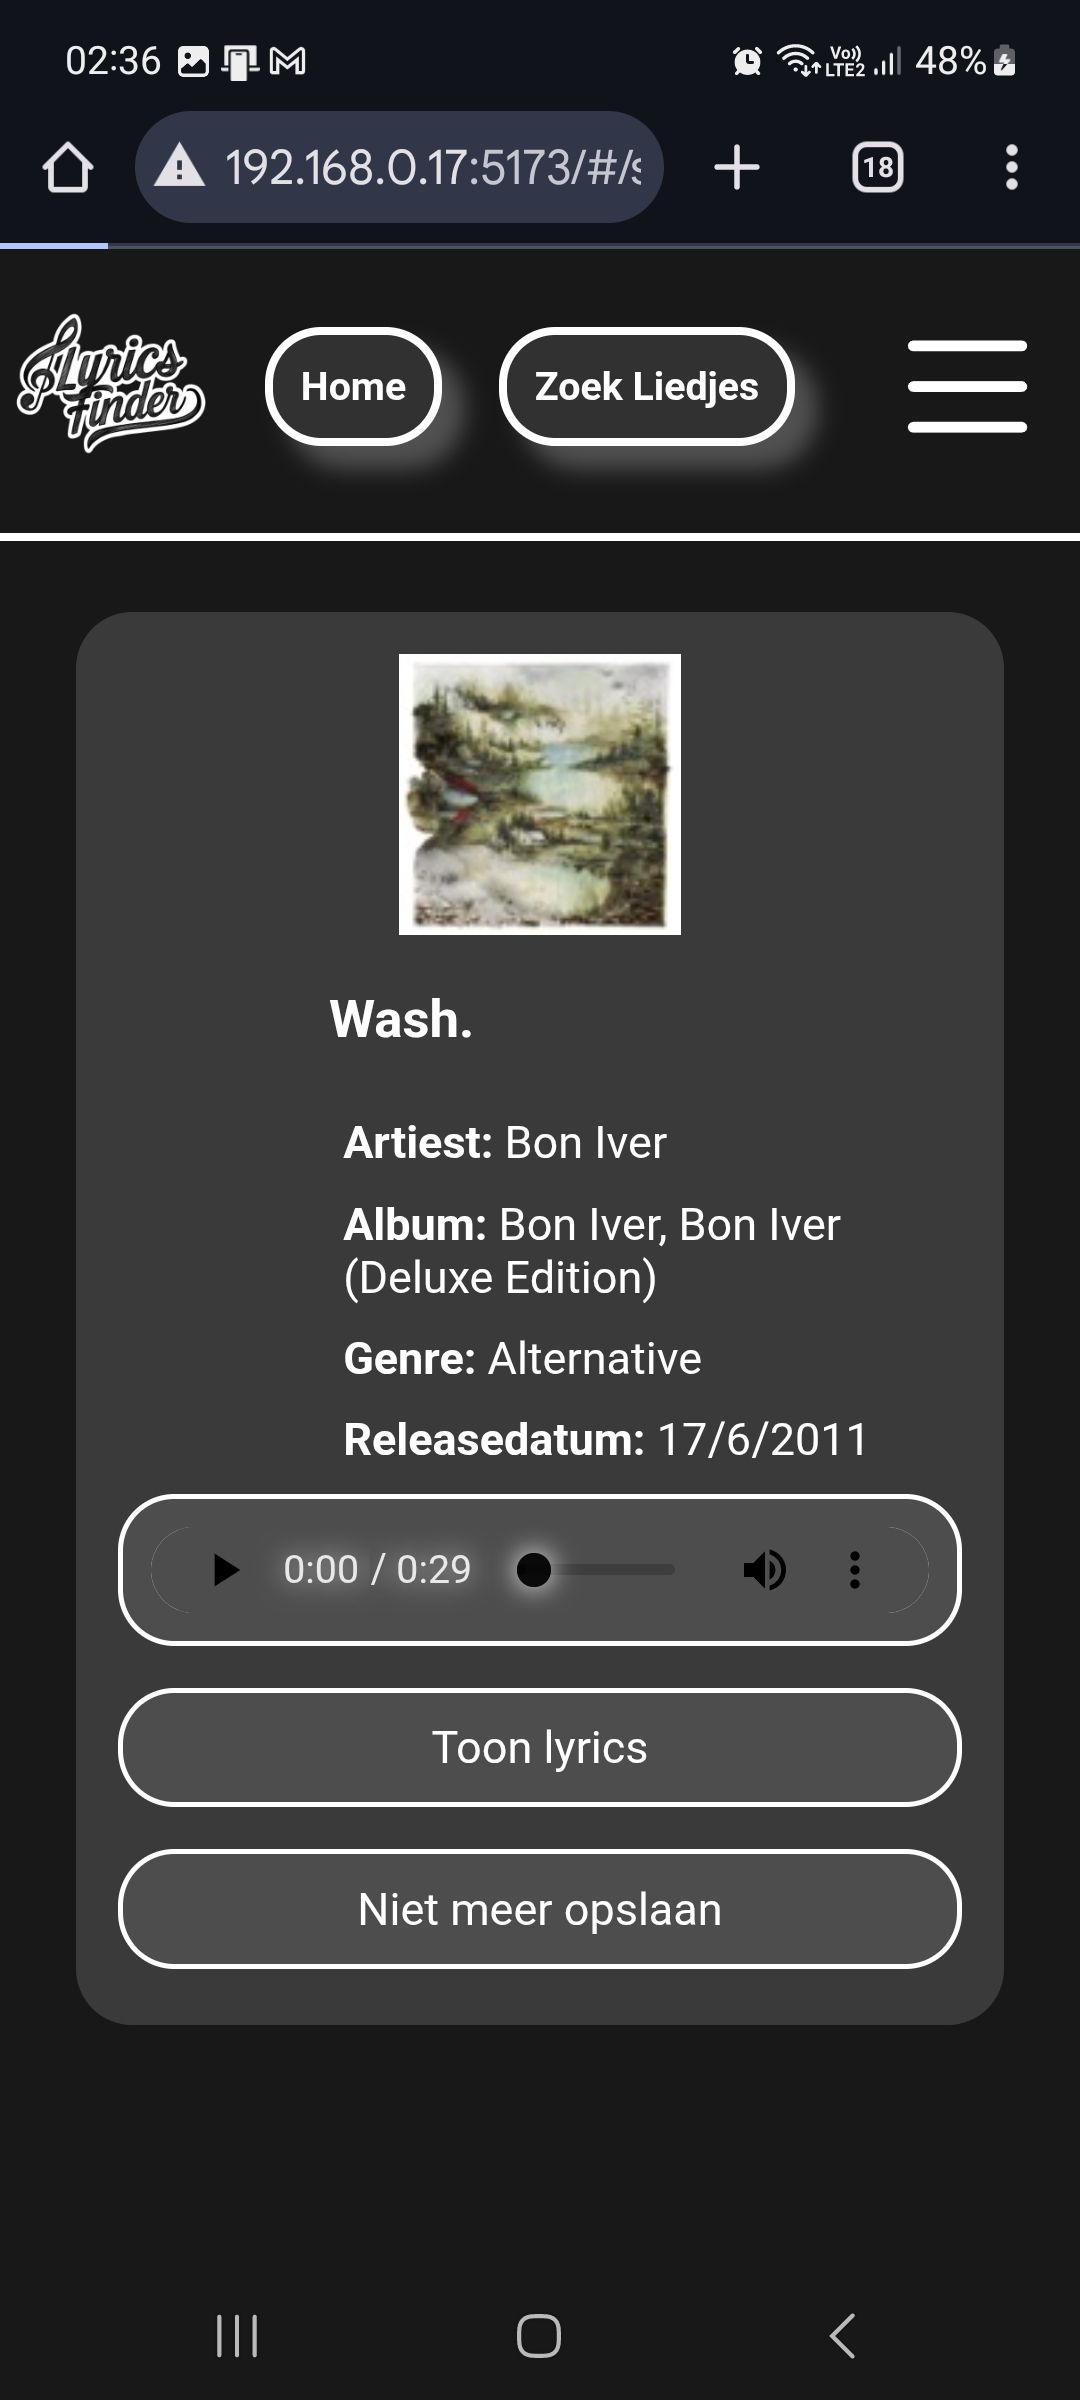 02:36
Vo))
LTE2
48%
192.168.0.17:5173/#/s
18
Lyrics
Finder
Home
Zoek Liedjes
Wash.
Artiest: Bon Iver
Album: Bon Iver, Bon Iver
(Deluxe Edition)
Genre: Alternative
Releasedatum: 17/6/2011
0:00 / 0:29
Toon lyrics
Niet meer opslaan